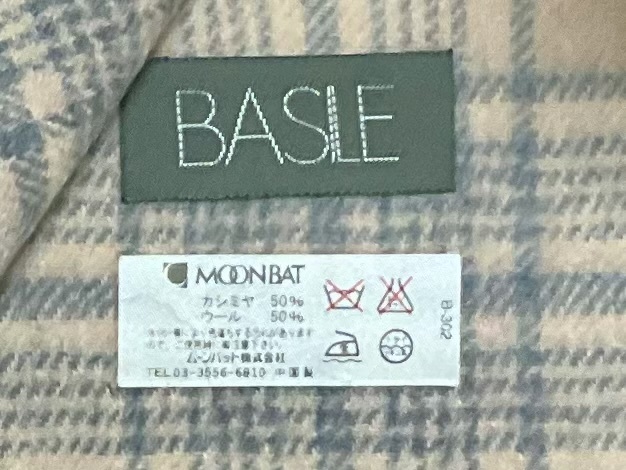 BASILE
MOONBAT
カシミヤ 50%
ウール 50%
ムーンバット株式会社
TEL 03-3556-6810 中国製
B-302